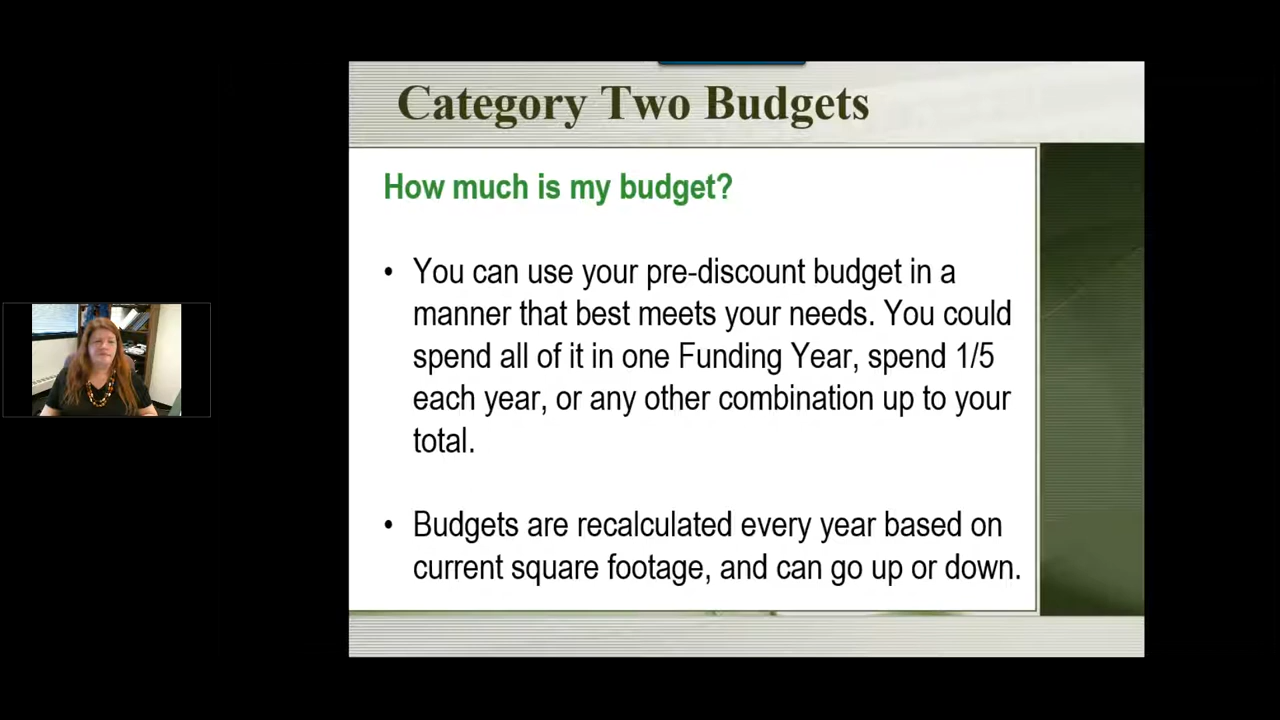 Category Two Budgets
How much is my budget?
• You can use your pre-discount budget in a
manner that best meets your needs. You could
spend all of it in one Funding Year, spend 1/5
each year, or any other combination up to your
total.
• Budgets are recalculated every year based on
current square footage, and can go up or down.